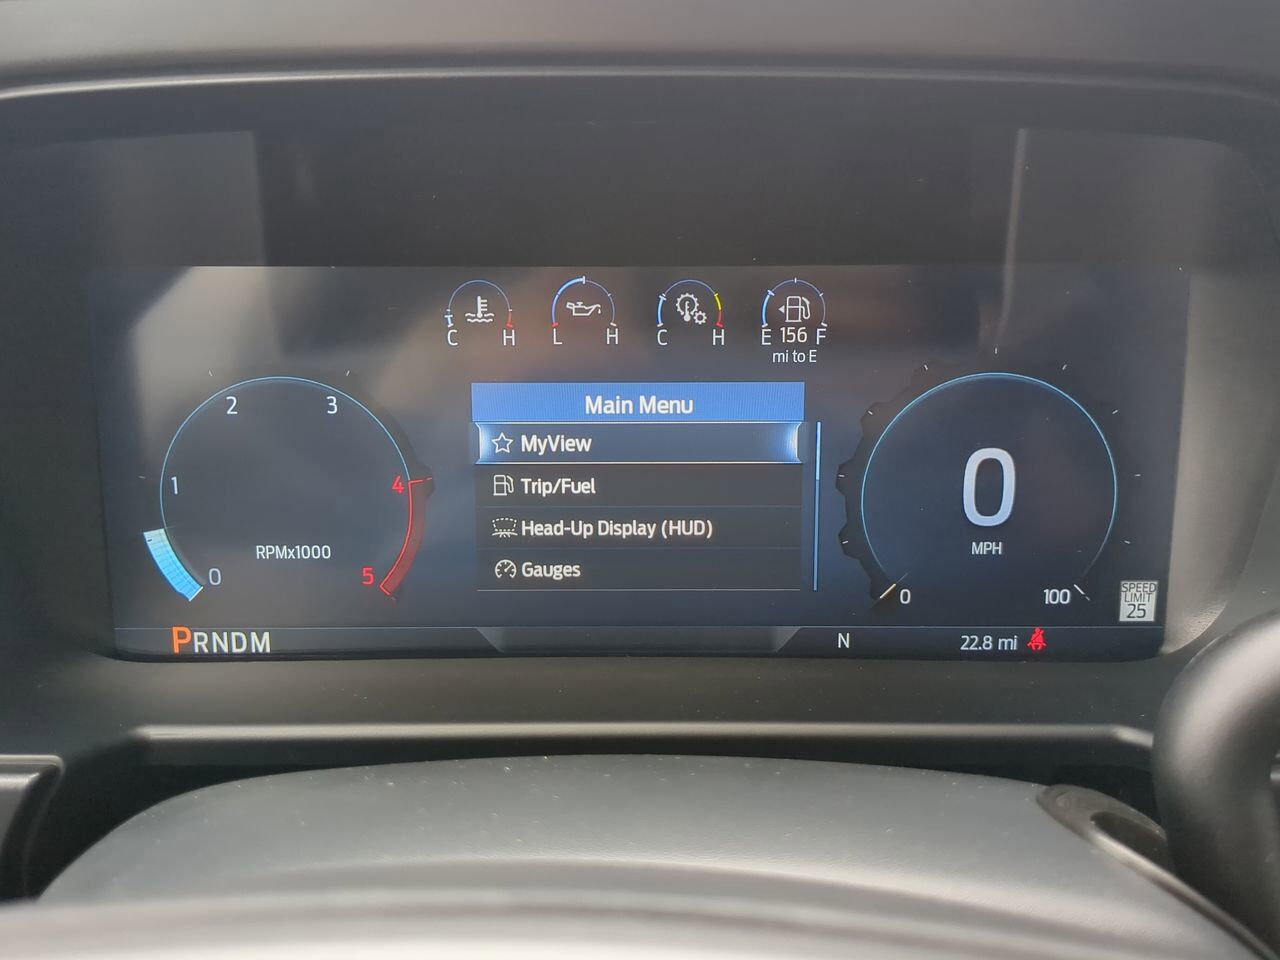 C H
L H
C H
E 156 F
mi to E
Main Menu
MyView
Trip/Fuel
Head-Up Display (HUD)
Gauges
0
1
2
3
4
5
RPMx1000
0
MPH
0
100
SPEED
LIMIT
25
PRNDM
N
22.8 mi